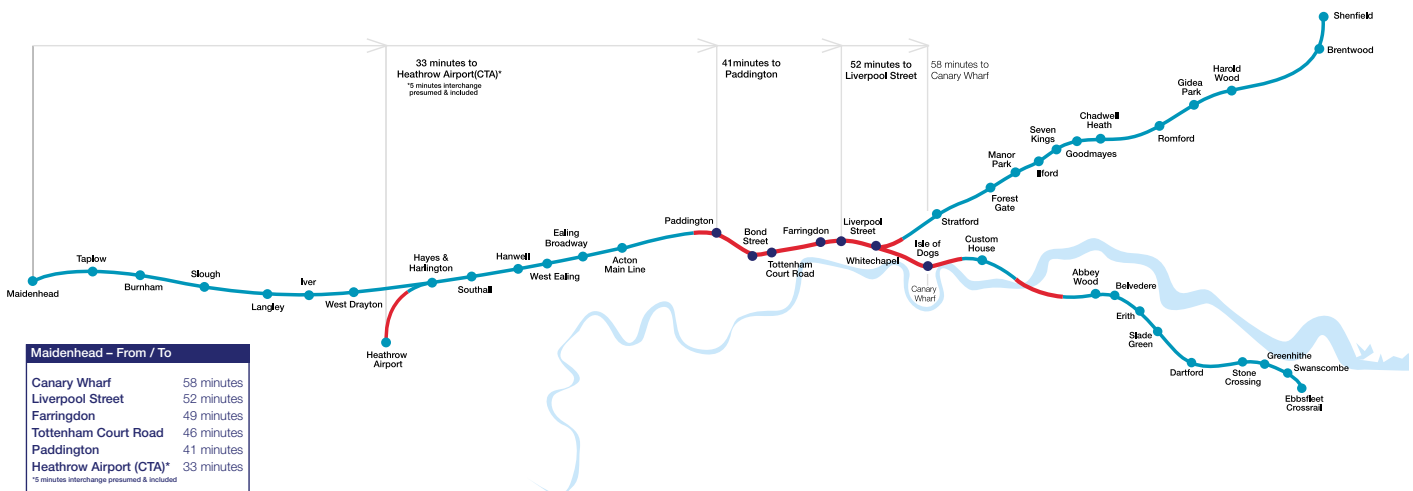 Shenfield
Brentwood
33 minutes to
Heathrow Airport(CTA)*
*5 minutes interchange
presumed & included
41minutes to
Paddington
52 minutes to
Liverpool Street
58 minutes to
Canary Wharf
Harold
Wood
Gidea
Park
Romford
Chadwell
Heath
Goodmayes
Seven
Kings
Ilford
Manor
Park
Forest
Gate
Stratford
Maidenhead
Taplow
Burnham
Slough
Langley
Iver
West Drayton
Hayes &
Harlington
Heathrow
Airport
Southall
Hanwell
West Ealing
Ealing
Broadway
Acton
Main Line
Paddington
Bond
Street
Tottenham
Court Road
Farringdon
Liverpool
Street
Whitechapel
Isle of
Dogs
Canary
Wharf
Custom
House
Abbey
Wood
Belvedere
Erith
Slade
Green
Dartford
Stone
Crossing
Greenhithe
Swanscombe
Ebbsfleet
Crossrail
Maidenhead – From / To
Canary Wharf 58 minutes
Liverpool Street 52 minutes
Farringdon 49 minutes
Tottenham Court Road 46 minutes
Paddington 41 minutes
Heathrow Airport (CTA)* 33 minutes
*5 minutes interchange presumed & included